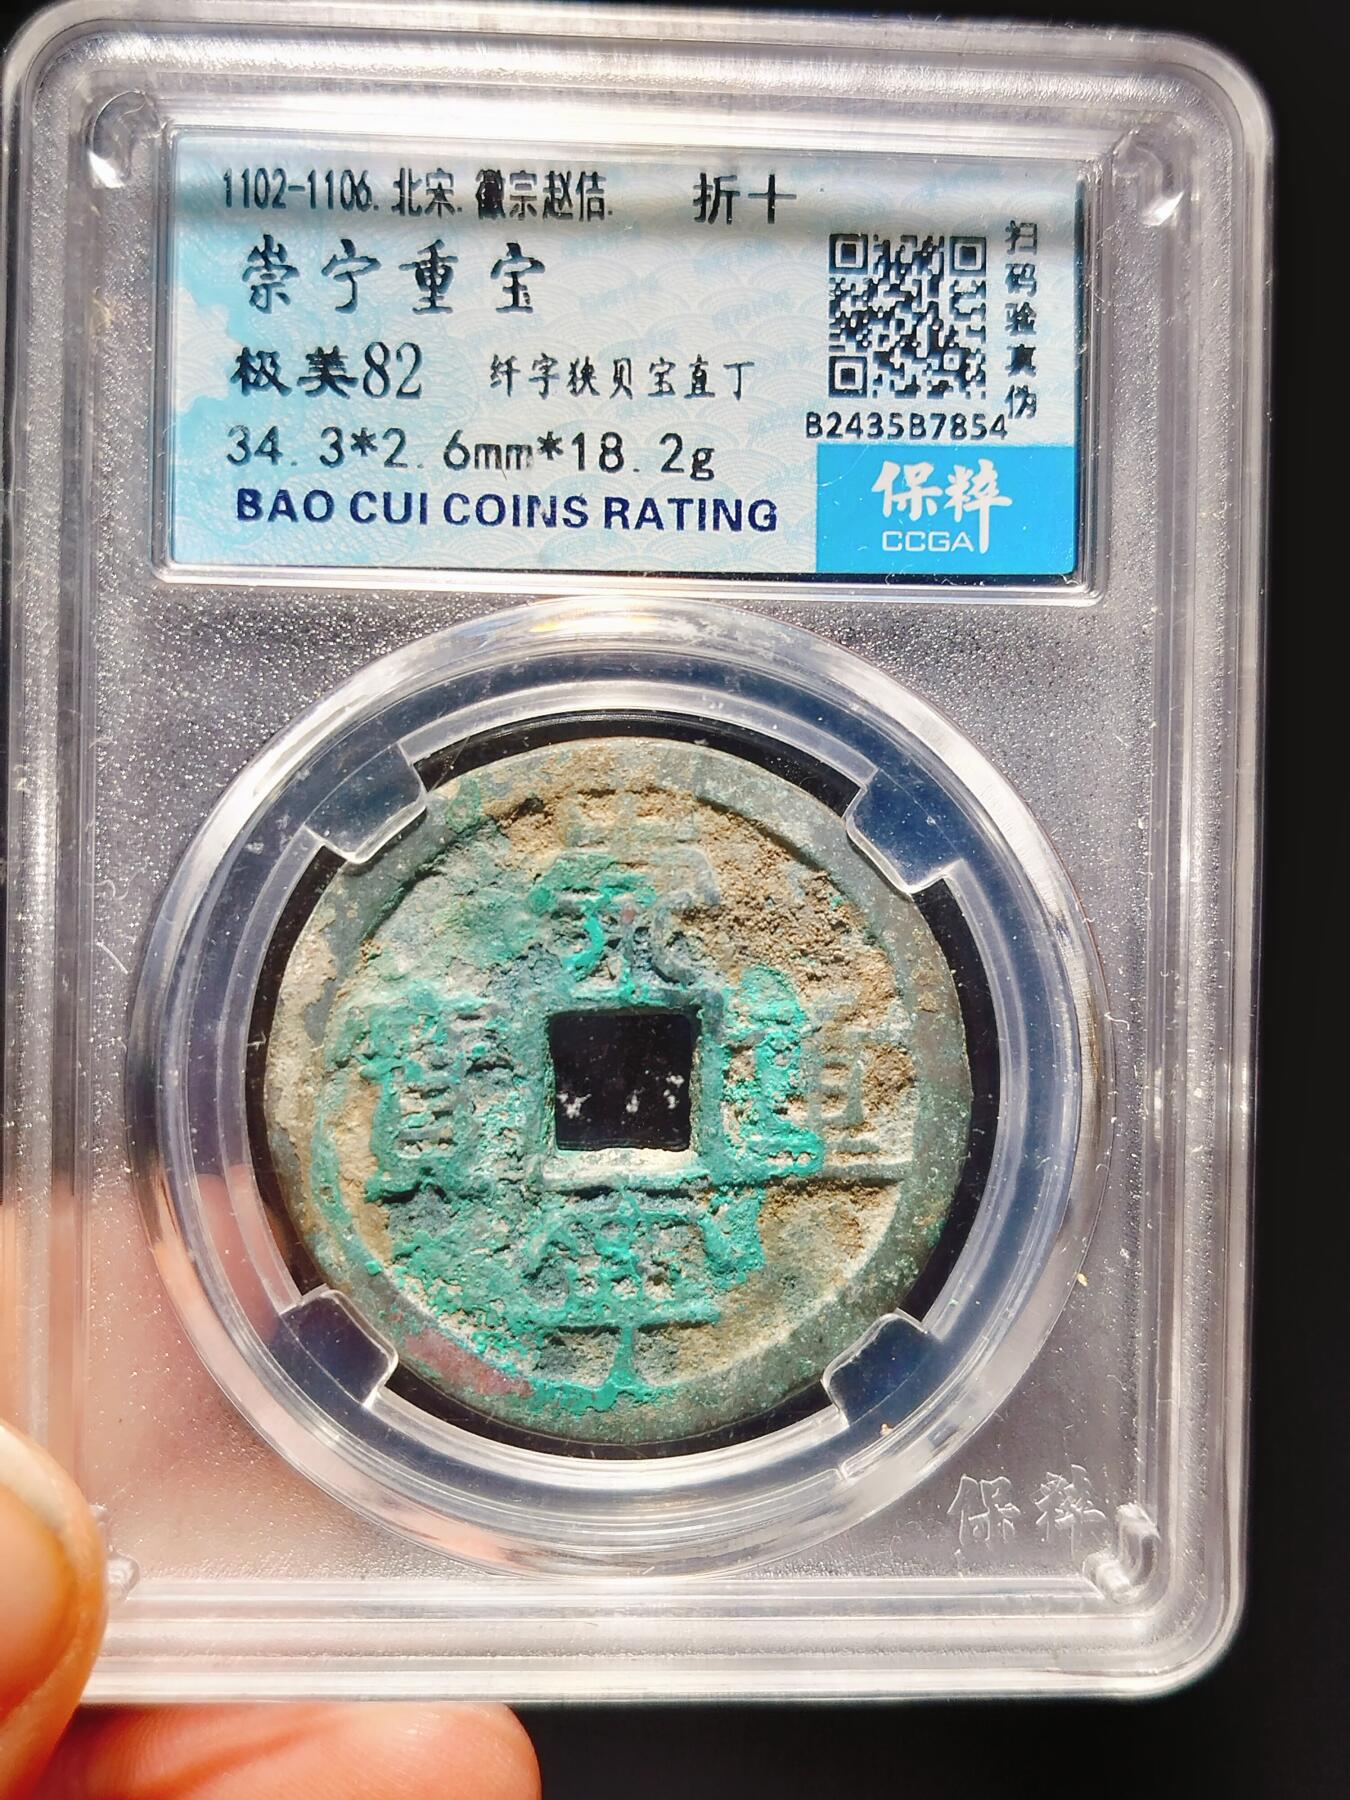 1102-1106.北宋.徽宗赵佶. 折十
崇宁重宝
极美82 纤字狭贝宝直丁
34.3*2.6mm*18.2g
BAO CUI COINS RATING
扫码验真伪
B2435B7854
保粹
CCGA
崇
寳 重
寧
保粹